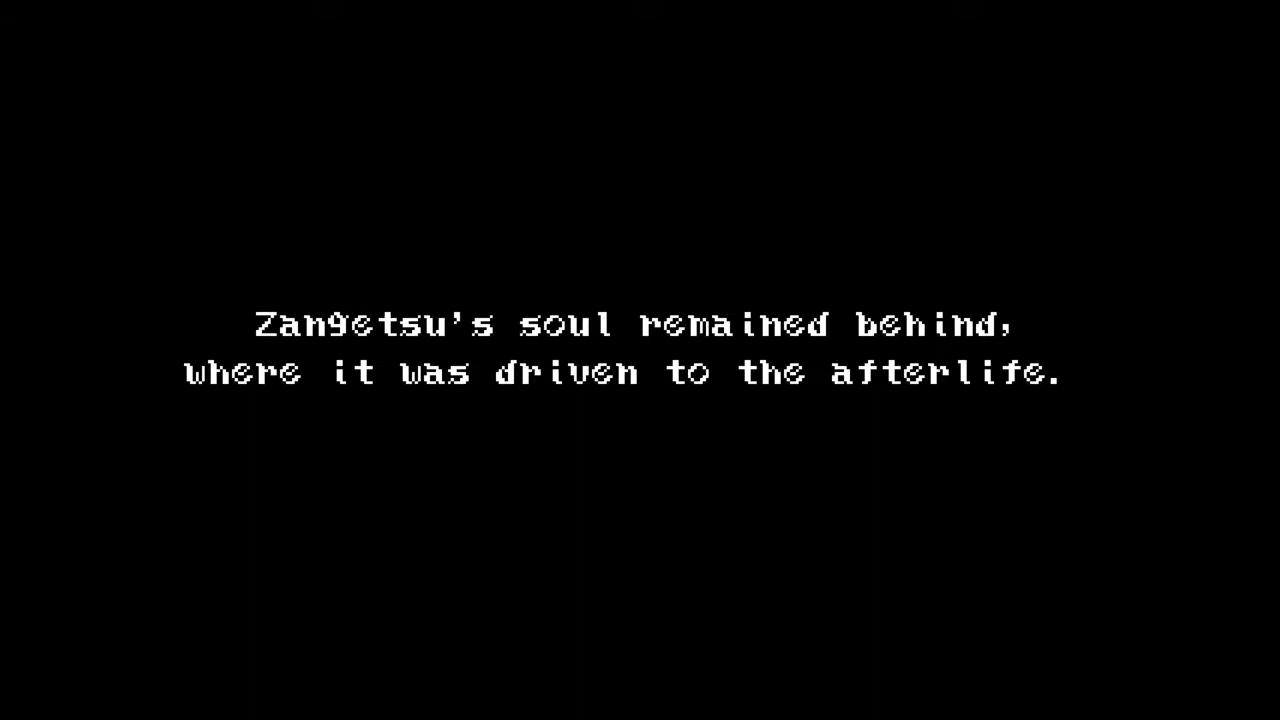 Zangetsu's soul remained behind,
where it was driven to the afterlife.